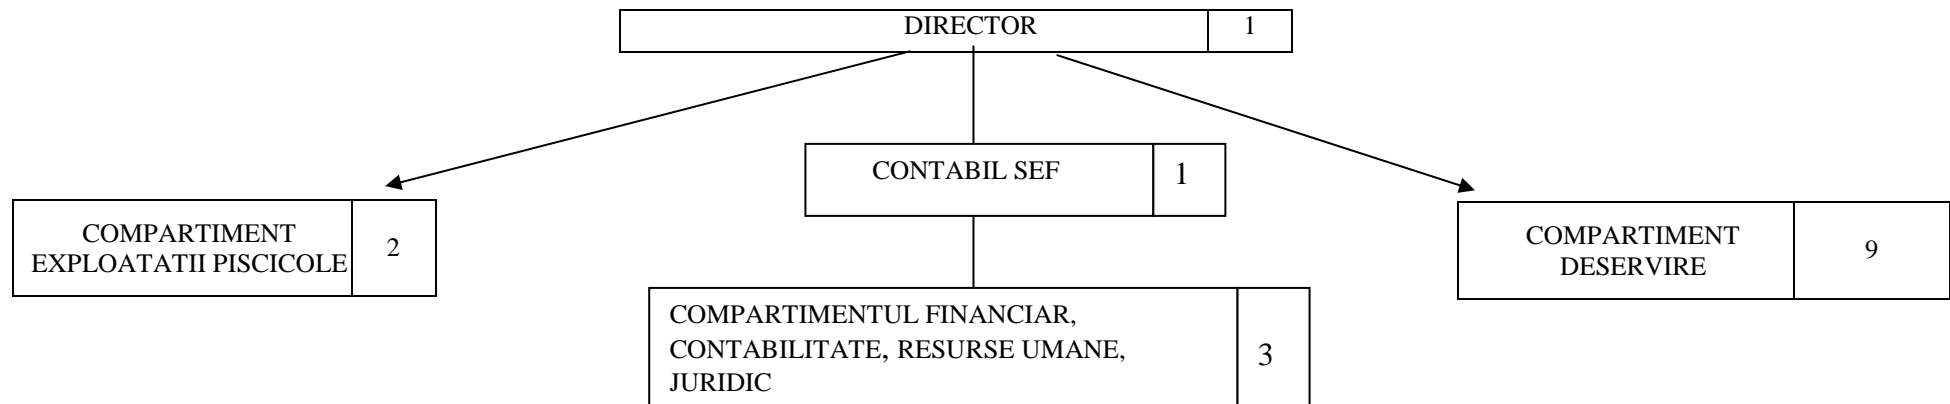 DIRECTOR 1
CONTABIL SEF 1
COMPARTIMENT
EXPLOATATII PISCICOLE 2
COMPARTIMENT
DESERVIRE 9
COMPARTIMENTUL FINANCIAR,
CONTABILITATE, RESURSE UMANE,
JURIDIC 3